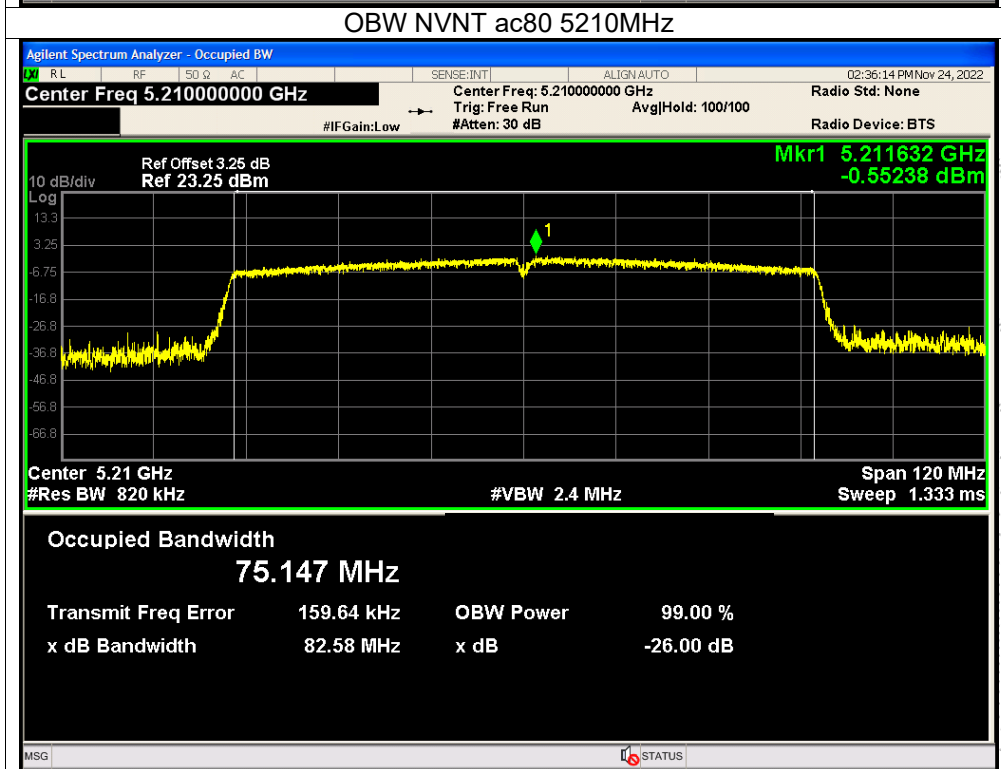 OBW NVNT ac80 5210MHz
Agilent Spectrum Analyzer - Occupied BW
LXI RL RF 50 Ω AC SENSE:INT ALIGN AUTO 02:36:14 PM Nov 24, 2022
Center Freq 5.210000000 GHz Center Freq: 5.210000000 GHz Radio Std: None
Trig: Free Run Avg|Hold: 100/100
#IFGain:Low #Atten: 30 dB Radio Device: BTS
Mkr1 5.211632 GHz
-0.55238 dBm
Ref Offset 3.25 dB
10 dB/div Ref 23.25 dBm
Log
13.3
1
3.25
-6.75
-16.8
-26.8
-36.8
-46.8
-56.8
-66.8
Center 5.21 GHz Span 120 MHz
#Res BW 820 kHz #VBW 2.4 MHz Sweep 1.333 ms
Occupied Bandwidth
75.147 MHz
Transmit Freq Error 159.64 kHz OBW Power 99.00 %
x dB Bandwidth 82.58 MHz x dB -26.00 dB
MSG STATUS